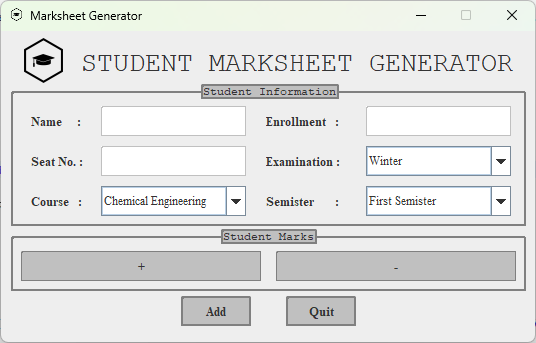 Marksheet Generator
STUDENT MARKSHEET GENERATOR
Student Information
Name : Enrollment :
Seat No. : Examination : Winter
Course : Chemical Engineering Semister : First Semister
Student Marks
+ -
Add Quit